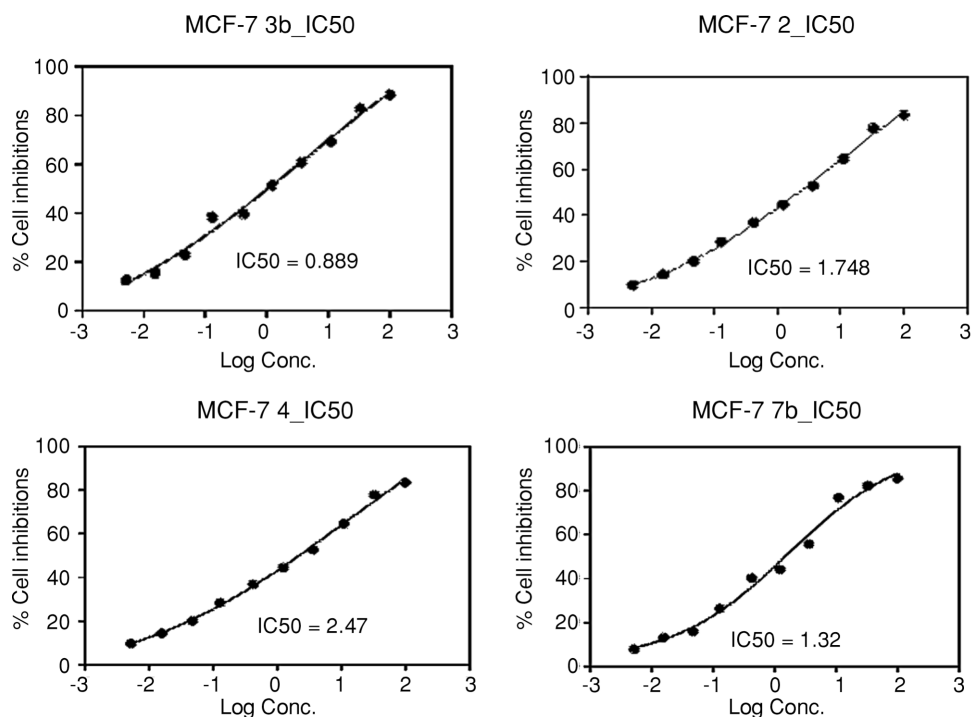 MCF-7 3b_IC50
100
80
60
40
20
0
% Cell inhibitions
IC50 = 0.889
-3 -2 -1 0 1 2 3
Log Conc.
MCF-7 2_IC50
100
80
60
40
20
0
% Cell inhibitions
IC50 = 1.748
-3 -2 -1 0 1 2 3
Log Conc.
MCF-7 4_IC50
100
80
60
40
20
0
% Cell inhibitions
IC50 = 2.47
-3 -2 -1 0 1 2 3
Log Conc.
MCF-7 7b_IC50
100
80
60
40
20
0
% Cell inhibitions
IC50 = 1.32
-3 -2 -1 0 1 2 3
Log Conc.